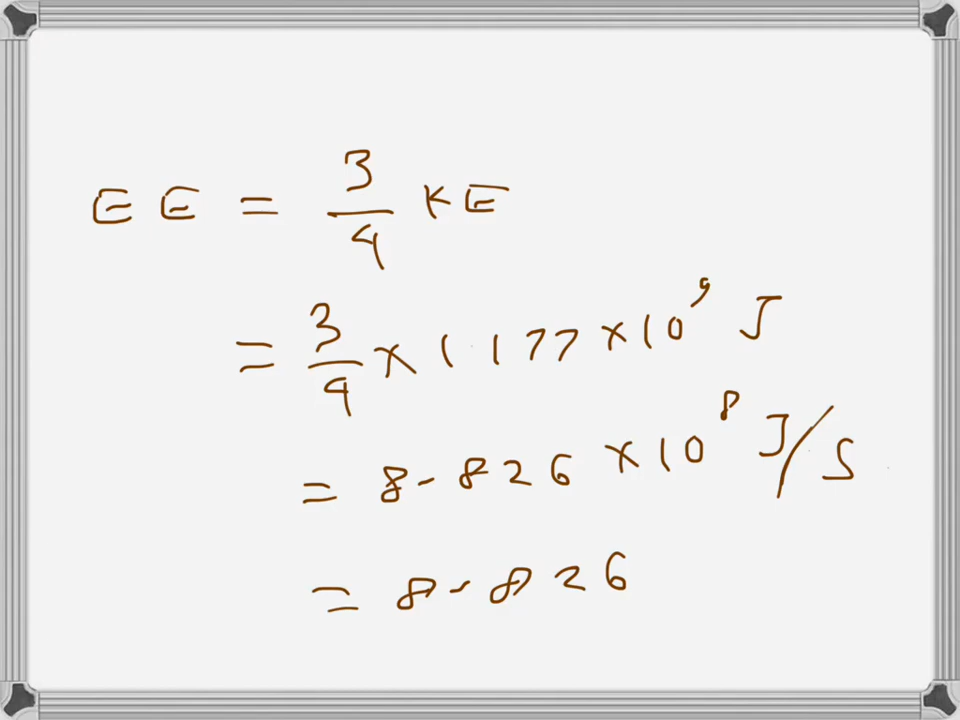 EE = 3/4 KE
= 3/4 × 1.177 × 10⁹ J
= 8.826 × 10⁸ J/S
= 8.826